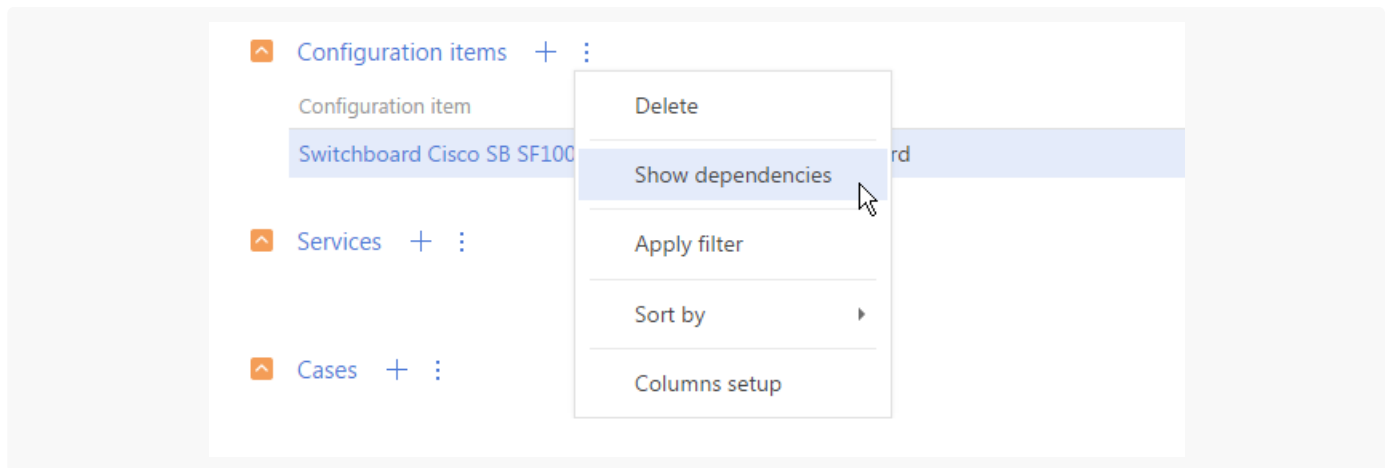 Configuration items
Configuration item
Delete
Switchboard Cisco SB SF100
rd
Show dependencies
Services
Apply filter
Sort by
Cases
Columns setup